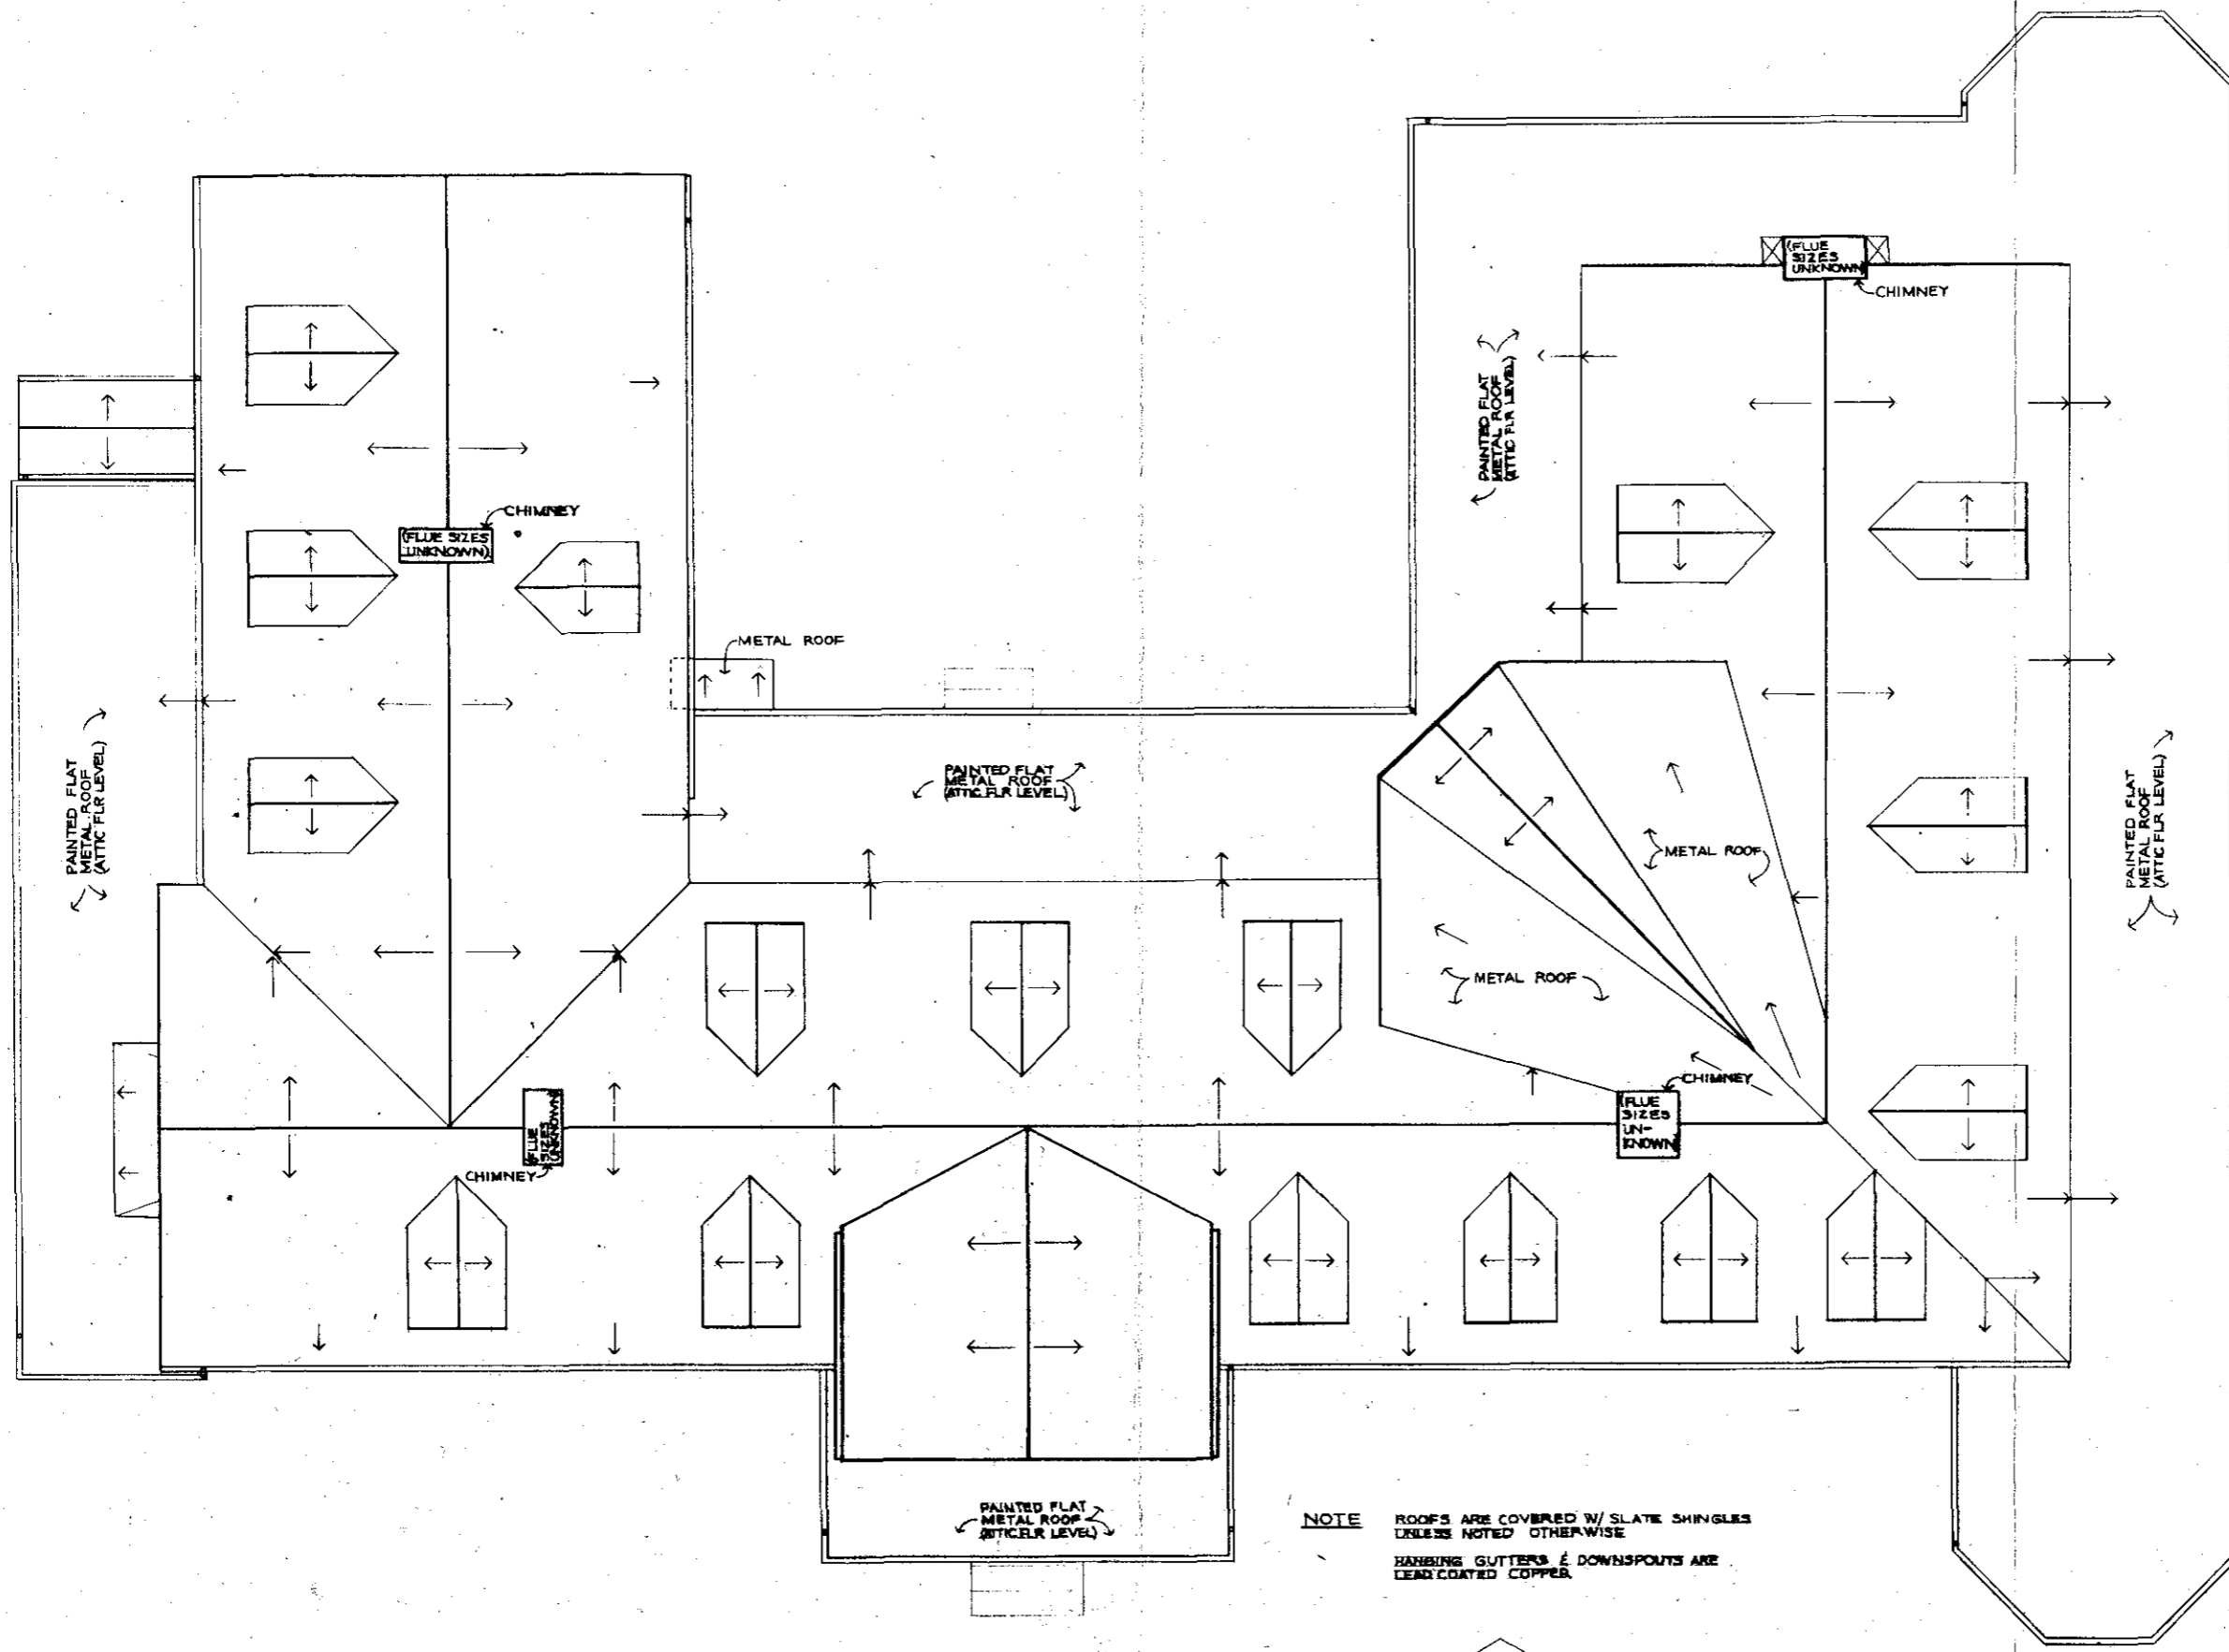 (FLUE
SIZES
UNKNOWN)
CHIMNEY
PAINTED FLAT
METAL ROOF
(ATTIC FLR LEVEL)
CHIMNEY
(FLUE SIZES
UNKNOWN)
METAL ROOF
PAINTED FLAT
METAL ROOF
(ATTIC FLR LEVEL)
PAINTED FLAT
METAL ROOF
(ATTIC FLR LEVEL)
METAL ROOF
PAINTED FLAT
METAL ROOF
(ATTIC FLR LEVEL)
METAL ROOF
CHIMNEY
(FLUE
SIZES
UN-
KNOWN)
(FLUE
SIZES
UNKNOWN)
CHIMNEY
PAINTED FLAT
METAL ROOF
(ATTIC FLR LEVEL)
NOTE ROOFS ARE COVERED W/ SLATE SHINGLES
UNLESS NOTED OTHERWISE
HANGING GUTTERS & DOWNSPOUTS ARE
LEAD COATED COPPER